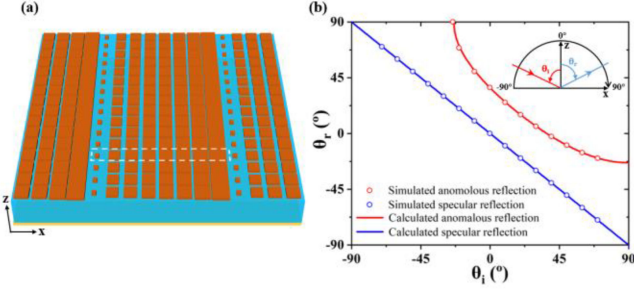 (a)
z
x
(b)
90
45
0
-45
-90
θr (°)
0°
z
θi
θr
-90°
90°
x
Simulated anomolous reflection
Simulated specular reflection
Calculated anomalous reflection
Calculated specular reflection
-90 -45 0 45 90
θi (°)